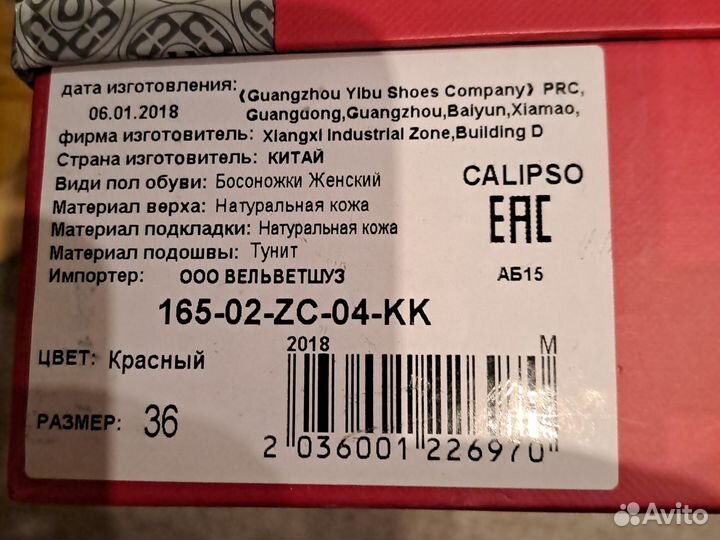 дата изготовления: 《Guangzhou Yibu Shoes Company》 PRC,
06.01.2018 Guangdong,Guangzhou,Baiyun,Xiamao,
фирма изготовитель: Xiangxi Industrial Zone,Building D
Страна изготовитель: КИТАЙ
Види пол обуви: Босоножки Женский
CALIPSO
Материал верха: Натуральная кожа
EAC
Материал подкладки: Натуральная кожа
Материал подошвы: Тунит
Импортер: ООО ВЕЛЬВЕТШУЗ
АБ15
165-02-ZC-04-KK
2018 M
ЦВЕТ: Красный
РАЗМЕР: 36
2 036001 226970
Avito